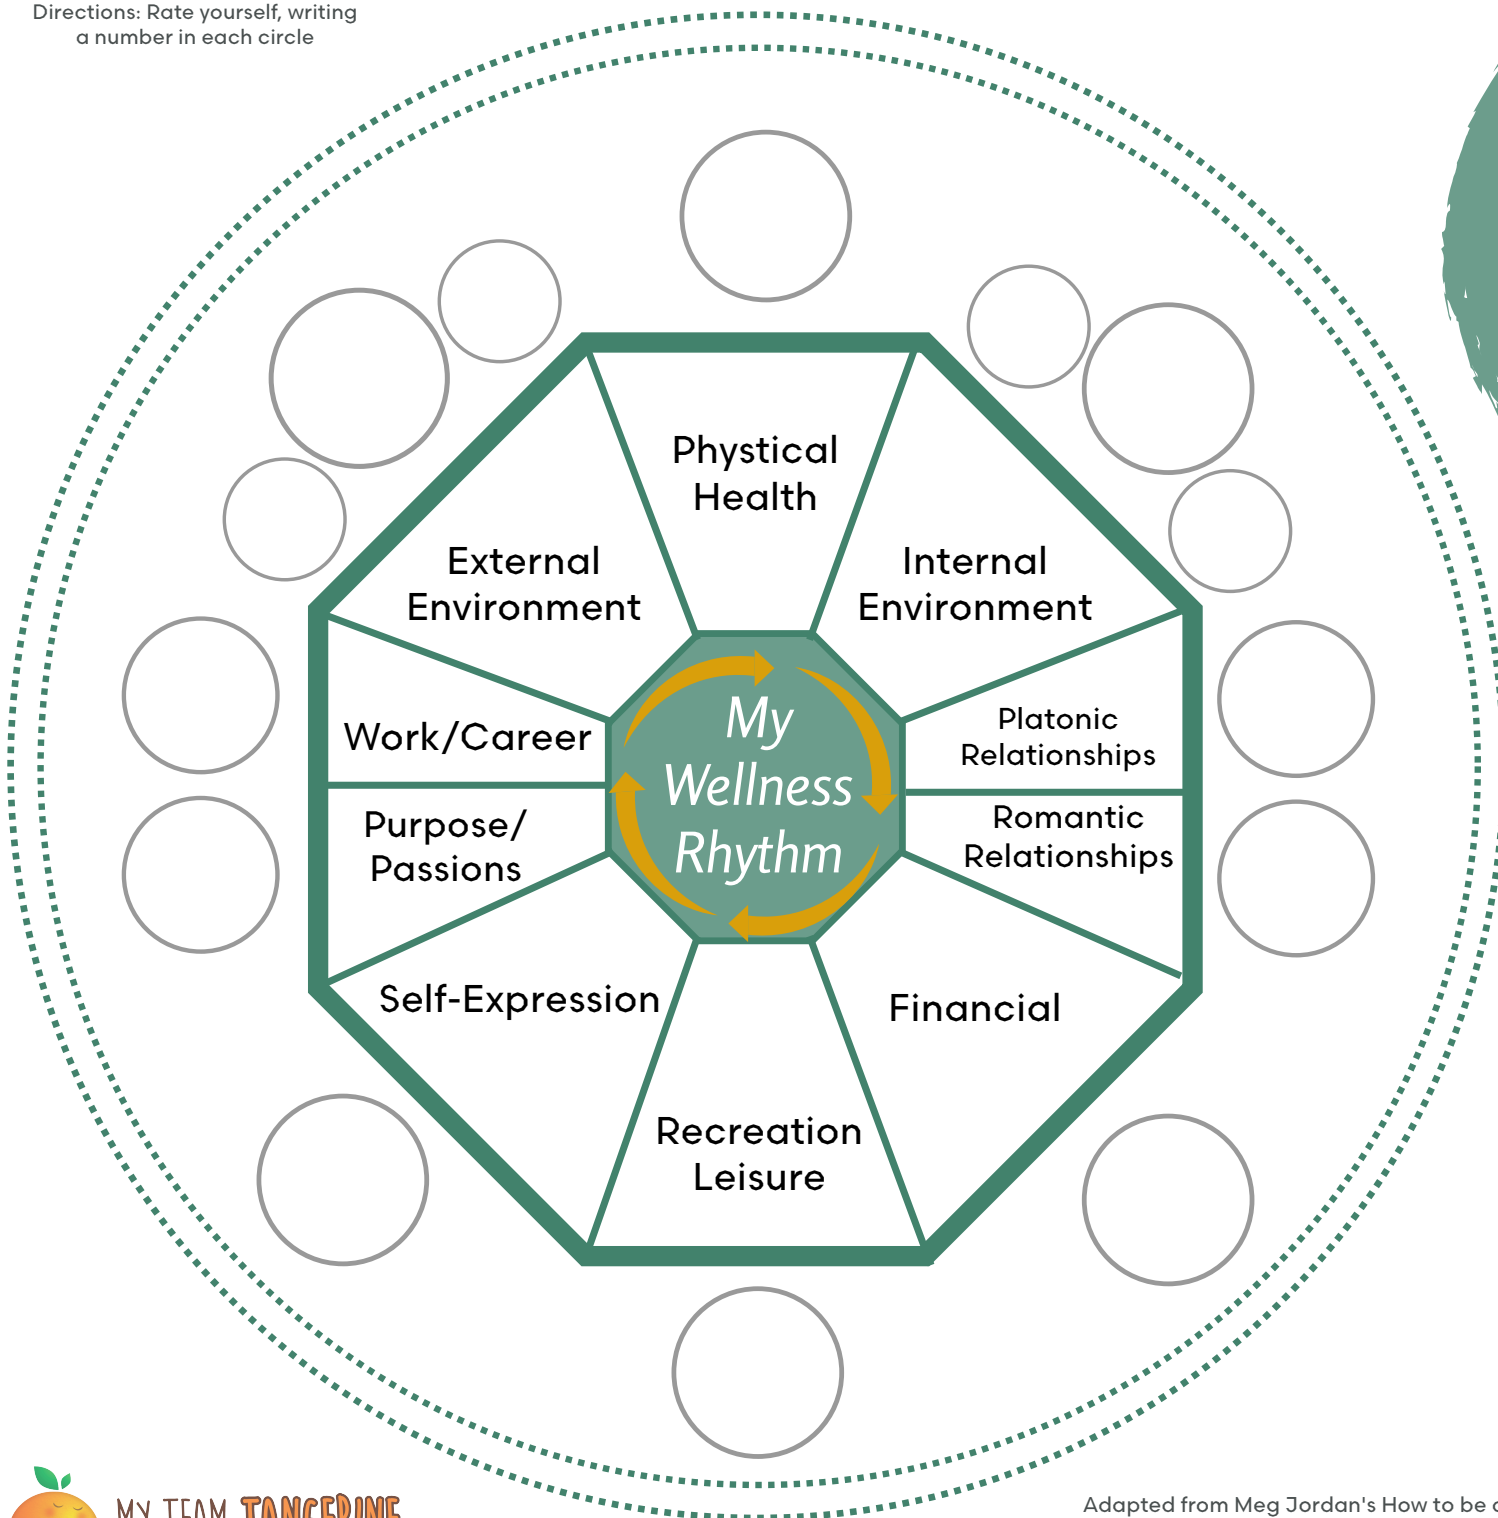 Directions: Rate yourself, writing
a number in each circle
Phystical
Health
External
Environment
Internal
Environment
Work/Career
Platonic
Relationships
Purpose/
Passions
Romantic
Relationships
My
Wellness
Rhythm
Self-Expression
Financial
Recreation
Leisure
MY TEAM TANGERINE
Adapted from Meg Jordan's How to be a